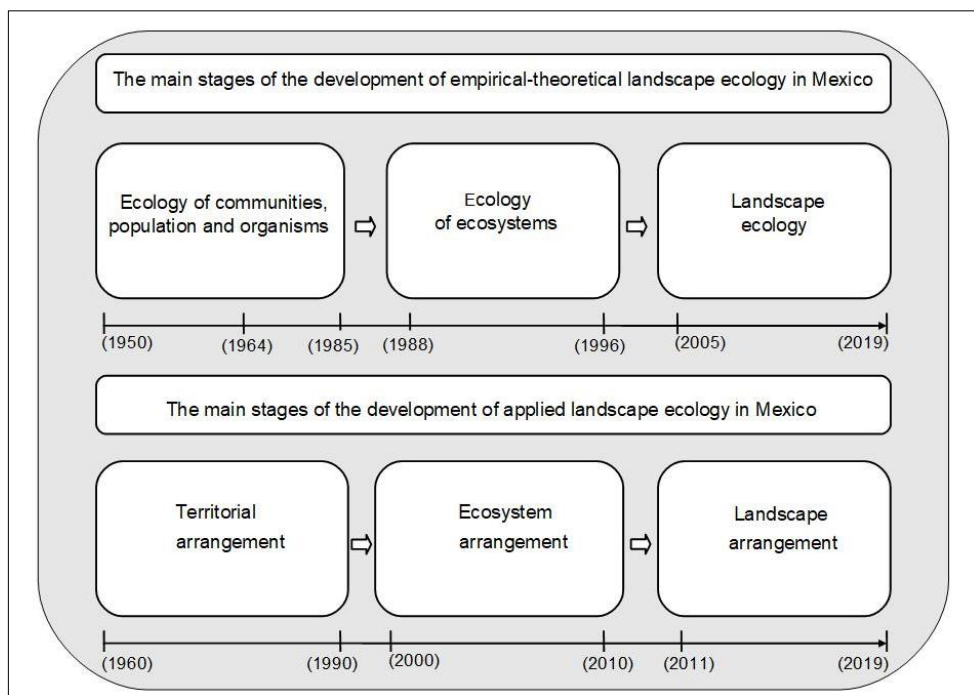 The main stages of the development of empirical-theoretical landscape ecology in Mexico
Ecology of communities,
population and organisms
Ecology
of ecosystems
Landscape
ecology
(1950) (1964) (1985) (1988) (1996) (2005) (2019)
The main stages of the development of applied landscape ecology in Mexico
Territorial
arrangement
Ecosystem
arrangement
Landscape
arrangement
(1960) (1990) (2000) (2010) (2011) (2019)